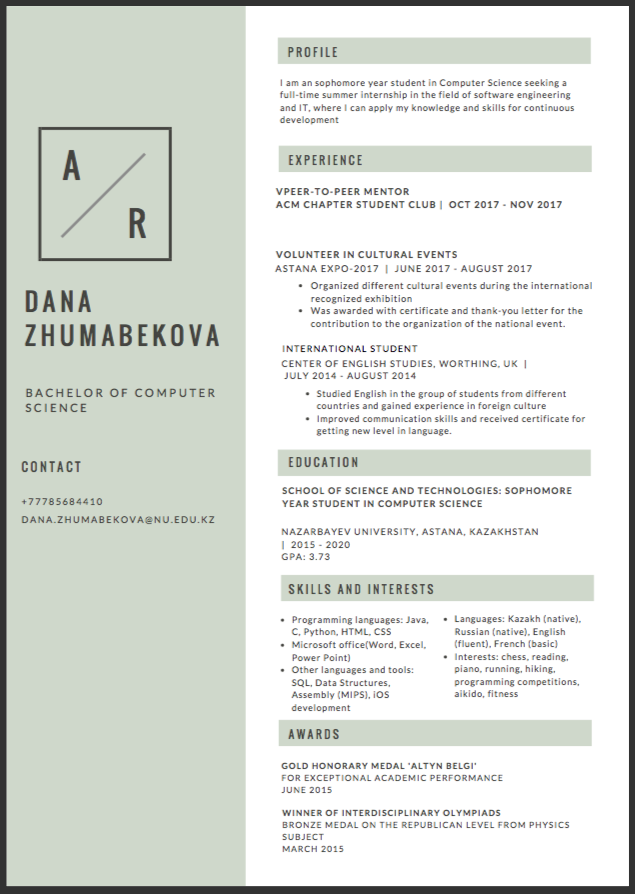 A
R
DANA
ZHUMABEKOVA
BACHELOR OF COMPUTER
SCIENCE
CONTACT
+77785684410
DANA.ZHUMABEKOVA@NU.EDU.KZ
PROFILE
I am an sophomore year student in Computer Science seeking a
full-time summer internship in the field of software engineering
and IT, where I can apply my knowledge and skills for continuous
development
EXPERIENCE
VPEER-TO-PEER MENTOR
ACM CHAPTER STUDENT CLUB | OCT 2017 - NOV 2017
VOLUNTEER IN CULTURAL EVENTS
ASTANA EXPO-2017 | JUNE 2017 - AUGUST 2017
• Organized different cultural events during the international
recognized exhibition
• Was awarded with certificate and thank-you letter for the
contribution to the organization of the national event.
INTERNATIONAL STUDENT
CENTER OF ENGLISH STUDIES, WORTHING, UK |
JULY 2014 - AUGUST 2014
• Studied English in the group of students from different
countries and gained experience in foreign culture
• Improved communication skills and received certificate for
getting new level in language.
EDUCATION
SCHOOL OF SCIENCE AND TECHNOLOGIES: SOPHOMORE
YEAR STUDENT IN COMPUTER SCIENCE
NAZARBAYEV UNIVERSITY, ASTANA, KAZAKHSTAN
| 2015 - 2020
GPA: 3.73
SKILLS AND INTERESTS
• Programming languages: Java,
C, Python, HTML, CSS
• Microsoft office(Word, Excel,
Power Point)
• Other languages and tools:
SQL, Data Structures,
Assembly (MIPS), iOS
development
• Languages: Kazakh (native),
Russian (native), English
(fluent), French (basic)
• Interests: chess, reading,
piano, running, hiking,
programming competitions,
aikido, fitness
AWARDS
GOLD HONORARY MEDAL 'ALTYN BELGI'
FOR EXCEPTIONAL ACADEMIC PERFORMANCE
JUNE 2015
WINNER OF INTERDISCIPLINARY OLYMPIADS
BRONZE MEDAL ON THE REPUBLICAN LEVEL FROM PHYSICS
SUBJECT
MARCH 2015